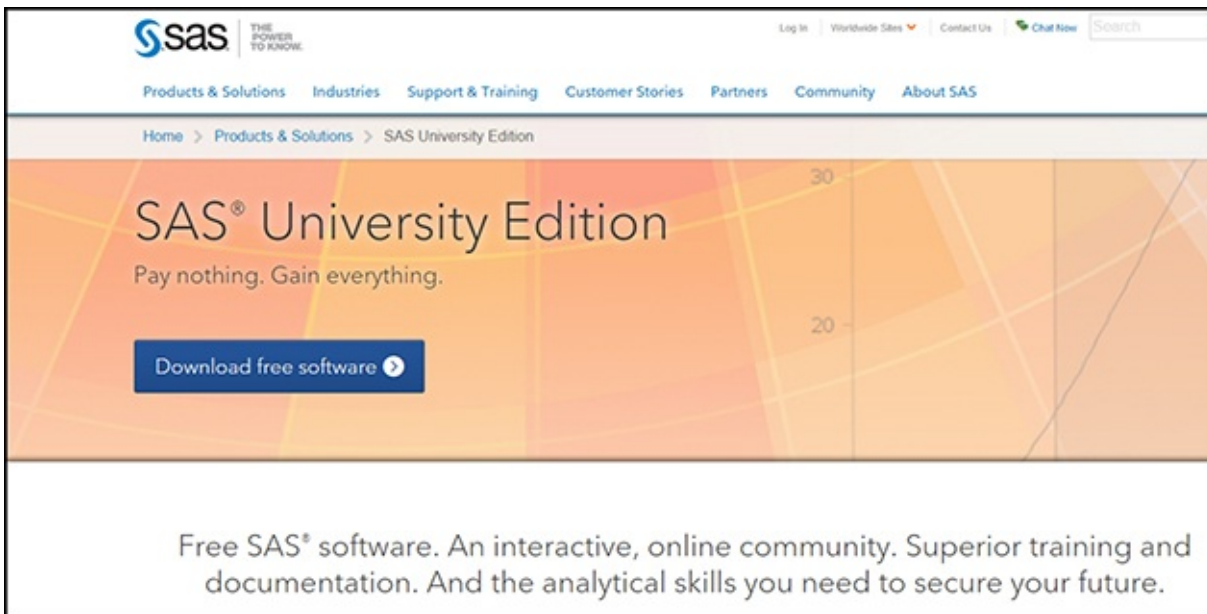 sas THE POWER TO KNOW.
Log In Worldwide Sites Contact Us Chat Now Search
Products & Solutions Industries Support & Training Customer Stories Partners Community About SAS
Home > Products & Solutions > SAS University Edition
30
SAS® University Edition
Pay nothing. Gain everything.
20
Download free software
Free SAS® software. An interactive, online community. Superior training and
documentation. And the analytical skills you need to secure your future.